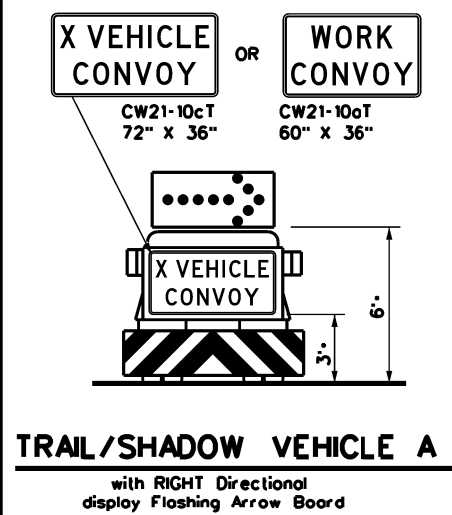 X VEHICLE
CONVOY
OR
WORK
CONVOY
CW21-10cT
72" X 36"
CW21-10aT
60" X 36"
X VEHICLE
CONVOY
6'±
3'±
TRAIL/SHADOW VEHICLE A
with RIGHT Directional
display Flashing Arrow Board